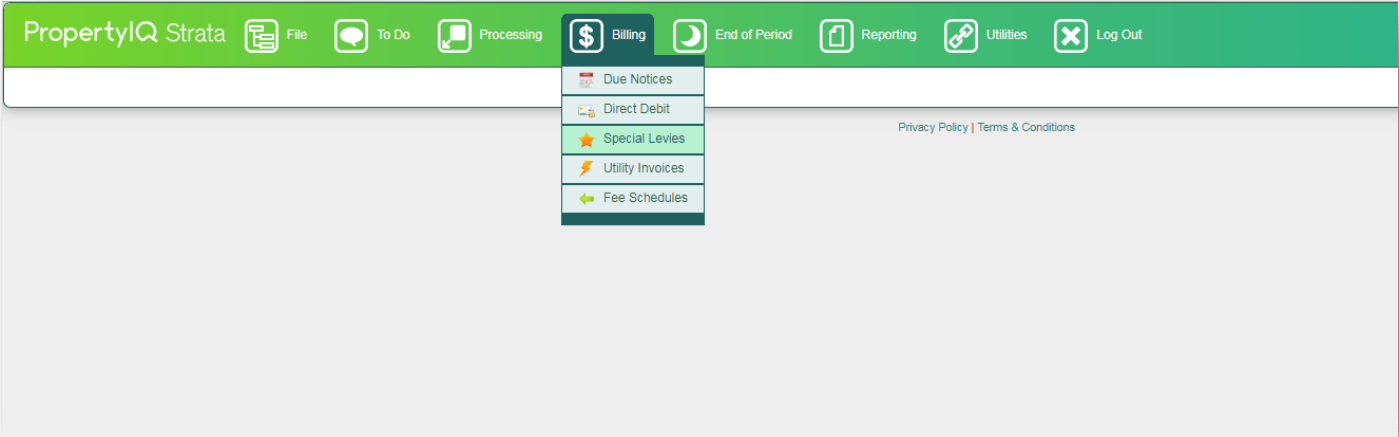 PropertyIQ Strata File To Do Processing $ Billing End of Period Reporting Utilities Log Out
Due Notices
Direct Debit
Privacy Policy | Terms & Conditions
Special Levies
Utility Invoices
Fee Schedules